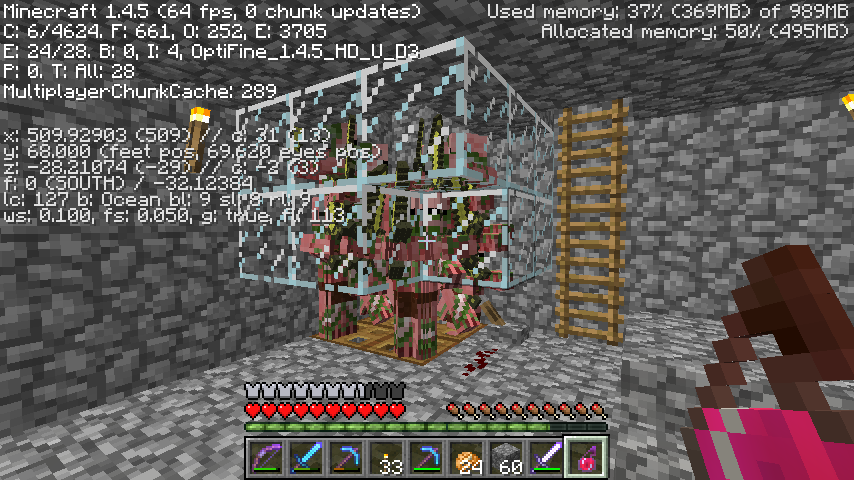 Minecraft 1.4.5 (64 fps, 0 chunk updates)
C: 6/4624, F: 661, O: 252, E: 3705
E: 24/28. B: 0, I: 4, OptiFine_1.4.5_HD_U_D3
P: 0. T: All: 28
MultiplayerChunkCache: 289
Used memory: 37% (369MB) of 989MB
Allocated memory: 50% (495MB)
x: 509.92903 (509) // c: 31 (13)
y: 68.000 (feet pos, 69.620 eyes pos)
z: -28.21074 (-29) // c: -2 (3)
f: 0 (SOUTH) / -32.12384
lc: 127 b: Ocean bl: 9 sl: 8 rl: 9
ws: 0.100, fs: 0.050, g: true, fl: 113
33
24
60